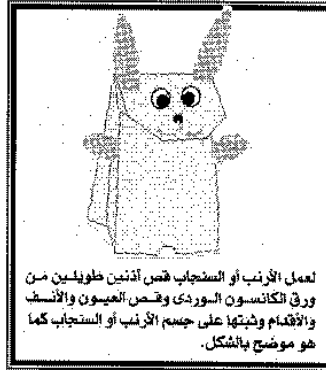 لعمل الأرنب أو السنجاب قص أذنين طويلين من
ورق الكانسون الوردى وقص العيون والأنف
والأقدام وثبتها على جسم الأرنب أو السنجاب كما
هو موضح بالشكل.